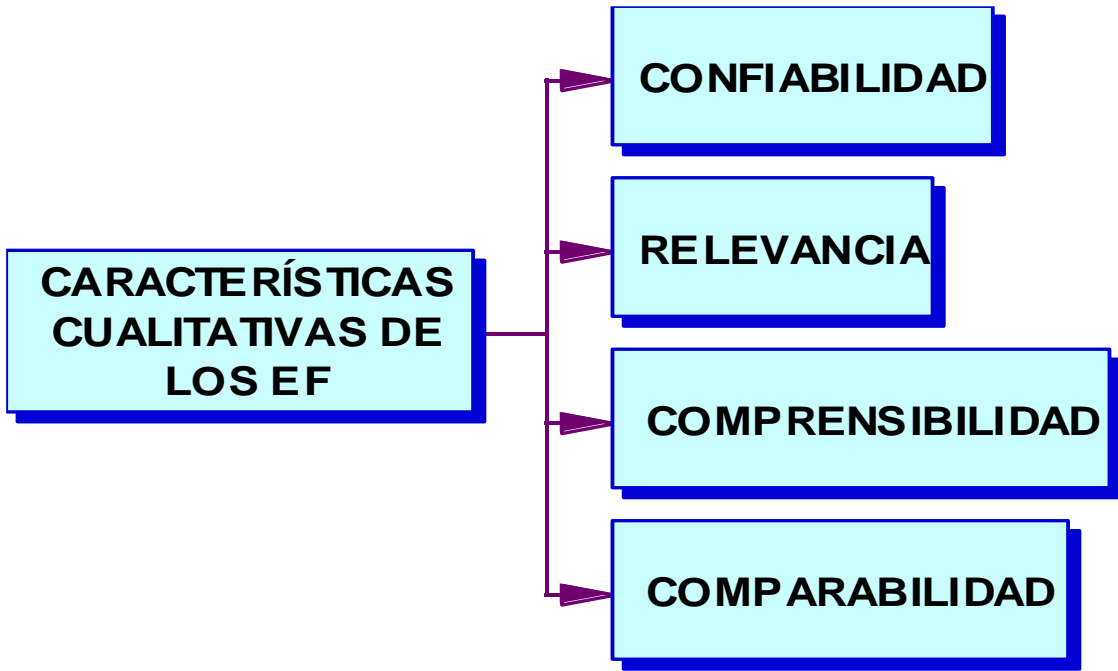 CARACTERÍSTICAS
CUALITATIVAS DE
LOS EF
CONFIABILIDAD
RELEVANCIA
COMPRENSIBILIDAD
COMPARABILIDAD